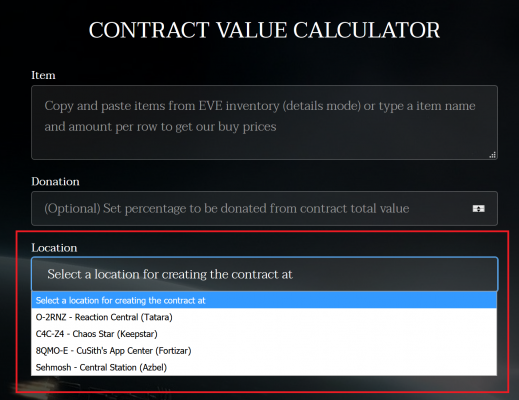 CONTRACT VALUE CALCULATOR
Item
Copy and paste items from EVE inventory (details mode) or type a item name
and amount per row to get our buy prices
Donation
(Optional) Set percentage to be donated from contract total value
Location
Select a location for creating the contract at
Select a location for creating the contract at
O-2RNZ - Reaction Central (Tatara)
C4C-Z4 - Chaos Star (Keepstar)
8QMO-E - CuSith's App Center (Fortizar)
Sehmosh - Central Station (Azbel)